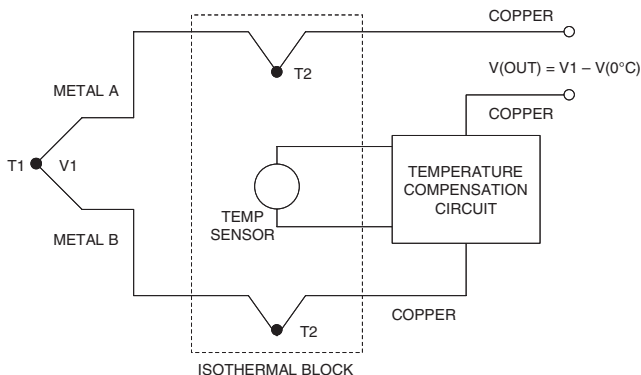 COPPER
T2
V(OUT) = V1 – V(0°C)
METAL A
COPPER
T1
V1
TEMPERATURE
COMPENSATION
CIRCUIT
TEMP
SENSOR
METAL B
COPPER
T2
ISOTHERMAL BLOCK